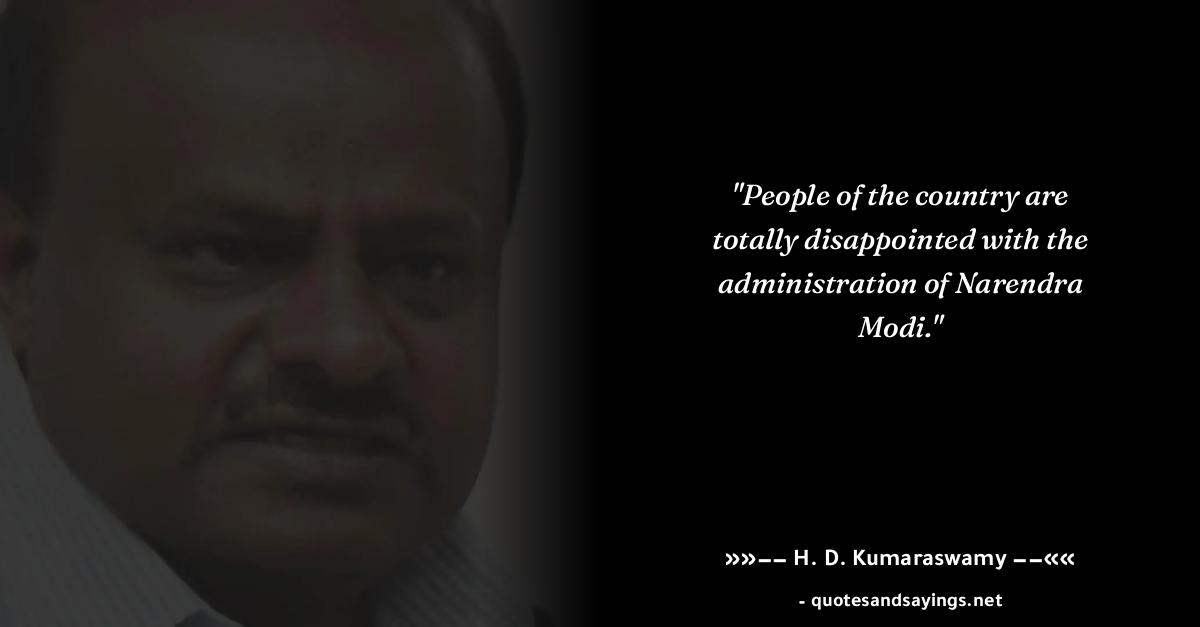 "People of the country are
totally disappointed with the
administration of Narendra
Modi."
»»−− H. D. Kumaraswamy −−««
- quotesandsayings.net